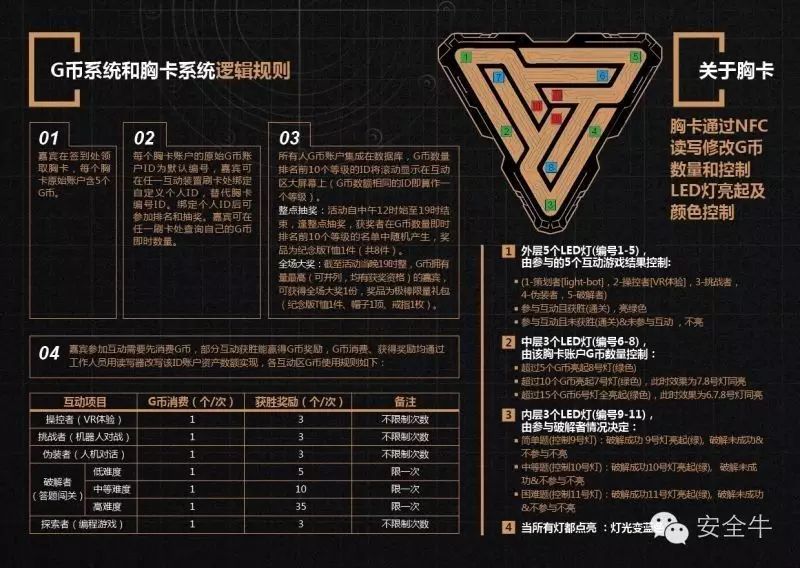 G币系统和胸卡系统逻辑规则
01
嘉宾在签到处
领取胸卡，每个胸卡
原始账户含5个
G币。
02
每个胸卡账户的原始G币账
户ID为默认编号，嘉宾可
在任一互动装置刷卡处绑定
自定义个人ID，替代胸卡
编号ID。绑定个人ID后可
参加排名和抽奖。嘉宾可在
任一刷卡处查询自己的G币
即时数量。
03
所有人G币账户集成在数据库，G币数量
排名前10个等级的ID将滚动显示在互动
区大屏幕上（G币数额相同的ID即算作一
个等级）。
整点抽奖：活动自中午12时始至19时结
束，逢整点抽奖，获奖者在G币数量即时
排名前10个等级的名单中随机产生，奖
品为纪念版T恤1件（共8件）。
全场大奖：截至活动当晚19时整，G币拥有
量最高（可并列，均有获奖资格）的嘉宾，
可获得全场大奖1份，奖品为极棒限量礼包
（纪念版T恤1件、帽子1顶、戒指1枚）。
04
嘉宾参加互动需要先消费G币，部分互动获胜能赢得G币奖励，G币消费、获得奖励均通过
工作人员用读写器改写该ID账户资产数额实现，各互动区G币使用规则如下：
互动项目 G币消费（个/次） 获胜奖励（个/次） 备注
操控者（VR体验） 1 3 不限制次数
挑战者（机器人对战） 1 3 不限制次数
伪装者（人机对话） 1 3 不限制次数
破解者
（答题闯关）
低难度 1 5 限一次
中等难度 1 10 限一次
高难度 1 35 限一次
探索者（编程游戏） 1 3 不限制次数
1
5
7
6
2
4
3
关于胸卡
胸卡通过NFC
读写修改G币
数量和控制
LED灯亮起及
颜色控制
1 外层5个LED灯(编号1-5)，
由参与的5个互动游戏结果控制:
(1-策划者[light-bot]，2-操控者[VR体验]，3-挑战者，
4-伪装者，5-破解者)
参与互动且获胜(通关)，亮绿色
参与互动且未获胜(通关)&未参与互动，不亮
2 中层3个LED灯(编号6-8)，
由该胸卡账户G币数量控制：
超过5个G币亮起8号灯(绿色)
超过10个G币亮起7号灯(绿色)，此时效果为7.8号灯同亮
超过15个G币6号灯全亮起(绿色)，此时效果为6.7.8号灯同亮
3 内层3个LED灯(编号9-11)，
由参与破解者情况决定：
简单题(控制9号灯)：破解成功 9号灯亮起(绿), 破解未成功&
不参与不亮
中等题(控制10号灯)：破解成功10号灯亮起(绿)，破解未成
功&不参与不亮
困难题(控制11号灯)：破解成功11号灯亮起(绿)，破解未成功
&不参与不亮
4 当所有灯都点亮：灯光变蓝
安全牛